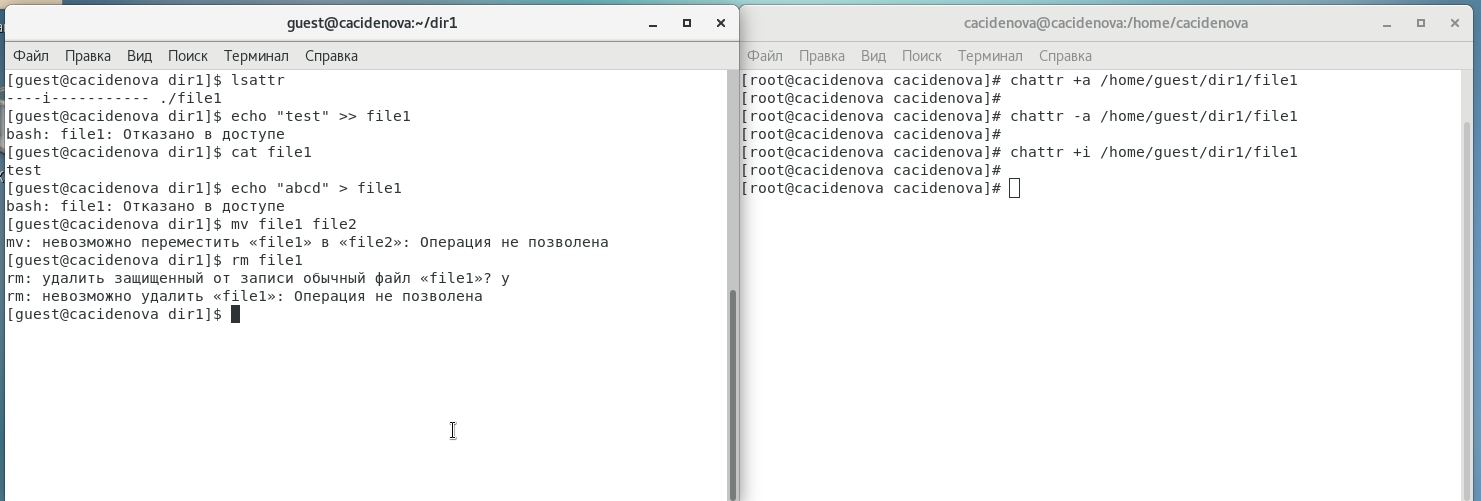 guest@cacidenova:~/dir1
Файл Правка Вид Поиск Терминал Справка
[guest@cacidenova dir1]$ lsattr
----i----------- ./file1
[guest@cacidenova dir1]$ echo "test" >> file1
bash: file1: Отказано в доступе
[guest@cacidenova dir1]$ cat file1
test
[guest@cacidenova dir1]$ echo "abcd" > file1
bash: file1: Отказано в доступе
[guest@cacidenova dir1]$ mv file1 file2
mv: невозможно переместить «file1» в «file2»: Операция не позволена
[guest@cacidenova dir1]$ rm file1
rm: удалить защищенный от записи обычный файл «file1»? y
rm: невозможно удалить «file1»: Операция не позволена
[guest@cacidenova dir1]$
cacidenova@cacidenova:/home/cacidenova
Файл Правка Вид Поиск Терминал Справка
[root@cacidenova cacidenova]# chattr +a /home/guest/dir1/file1
[root@cacidenova cacidenova]#
[root@cacidenova cacidenova]# chattr -a /home/guest/dir1/file1
[root@cacidenova cacidenova]#
[root@cacidenova cacidenova]# chattr +i /home/guest/dir1/file1
[root@cacidenova cacidenova]#
[root@cacidenova cacidenova]#